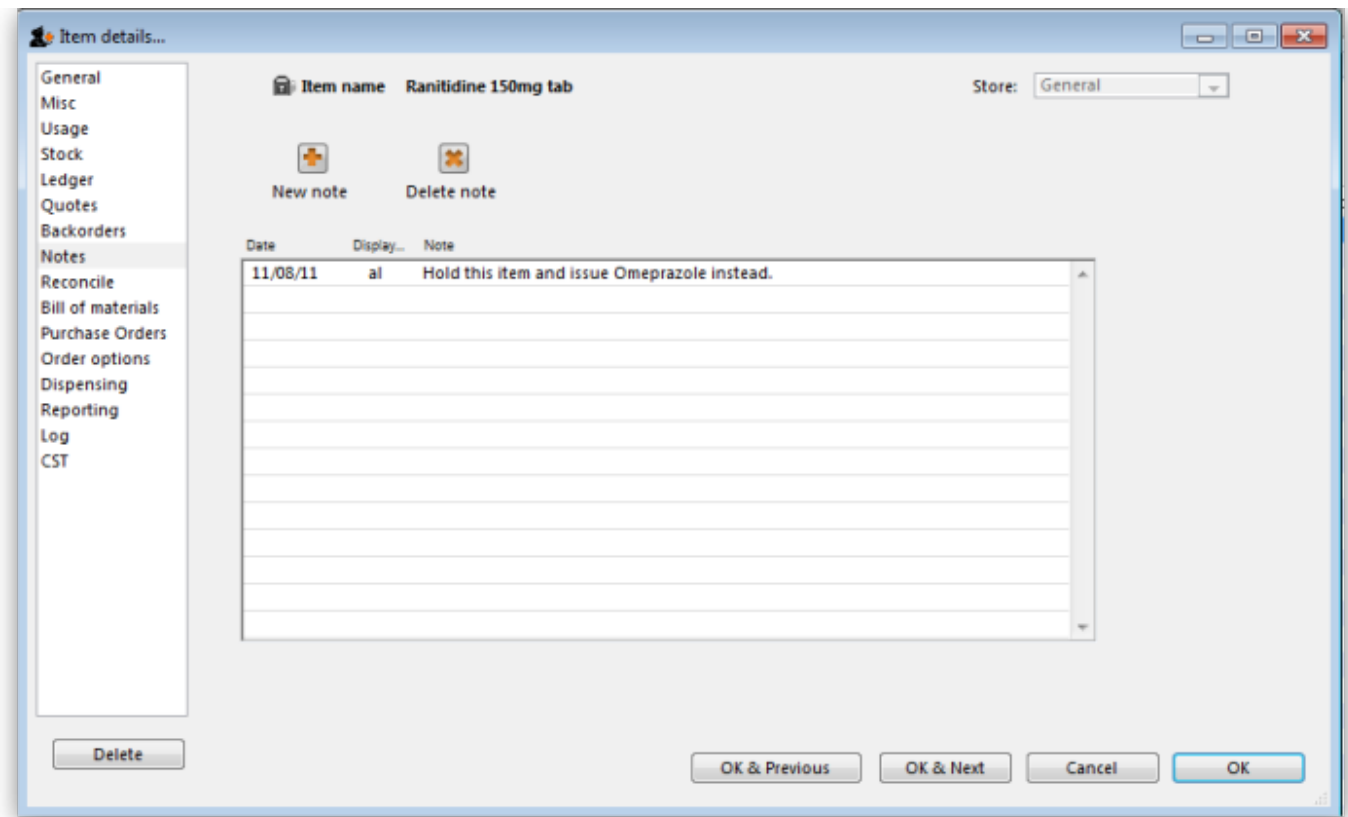 Item details...
General
Misc
Usage
Stock
Ledger
Quotes
Backorders
Notes
Reconcile
Bill of materials
Purchase Orders
Order options
Dispensing
Reporting
Log
CST
Delete
Item name Ranitidine 150mg tab
Store: General
New note Delete note
Date Display... Note
11/08/11 al Hold this item and issue Omeprazole instead.
OK & Previous OK & Next Cancel OK